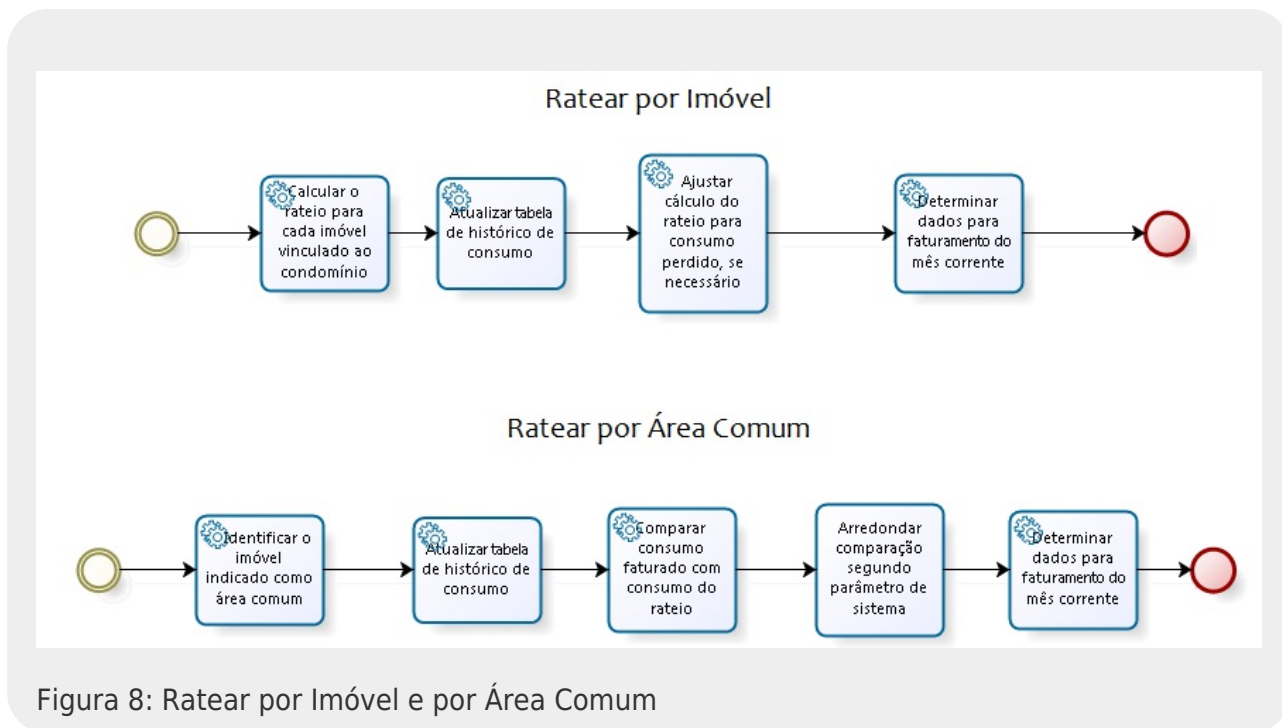 Ratear por Imóvel
Calcular o
rateio para
cada imóvel
vinculado ao
condomínio
Atualizar tabela
de histórico de
consumo
Ajustar
cálculo do
rateio para
consumo
perdido, se
necessário
Determinar
dados para
faturamento do
mês corrente
Ratear por Área Comum
Identificar o
imóvel
indicado como
área comum
Atualizar tabela
de histórico de
consumo
Comparar
consumo
faturado com
consumo do
rateio
Arredondar
comparação
segundo
parâmetro de
sistema
Determinar
dados para
faturamento do
mês corrente
Figura 8: Ratear por Imóvel e por Área Comum